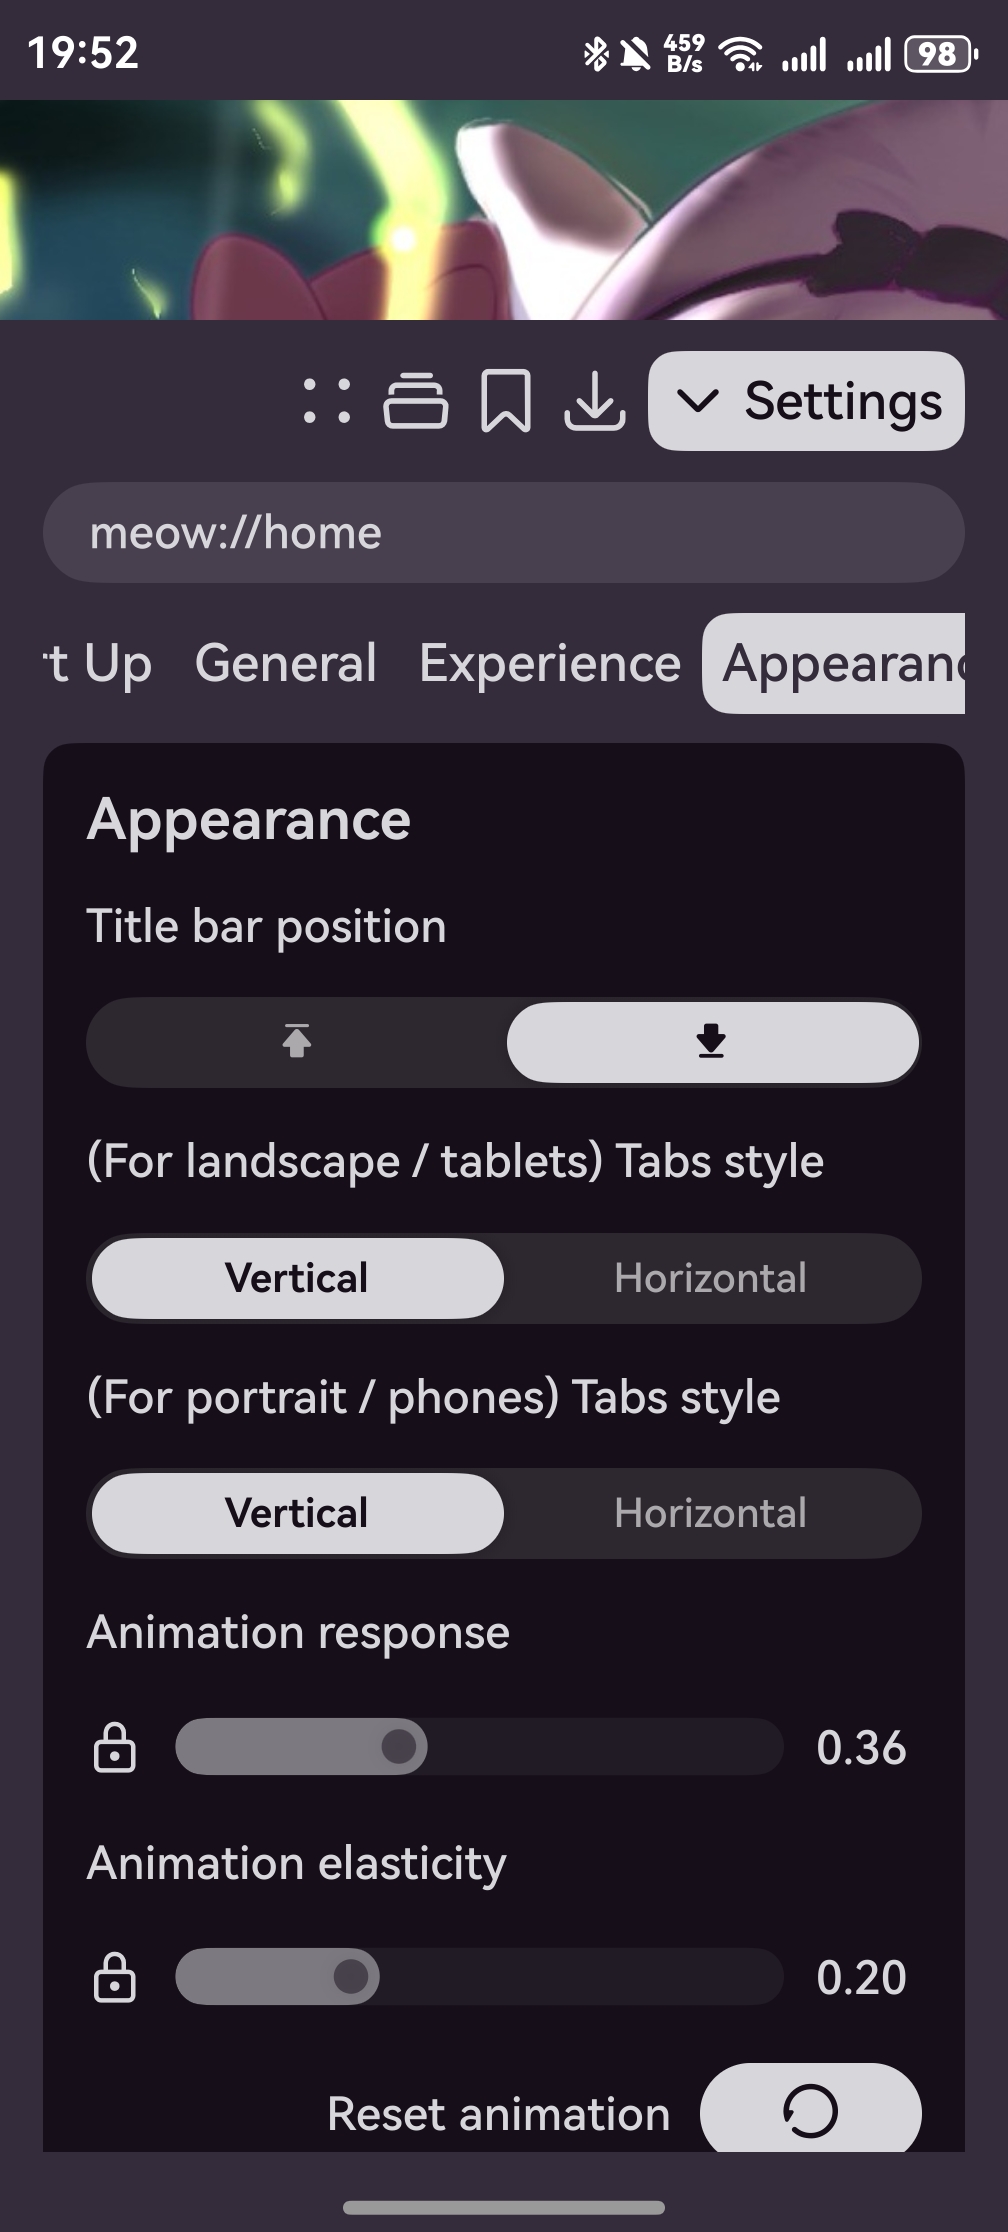 19:52
459
B/s
98
Settings
meow://home
t Up General Experience Appearanc
Appearance
Title bar position
(For landscape / tablets) Tabs style
Vertical Horizontal
(For portrait / phones) Tabs style
Vertical Horizontal
Animation response
0.36
Animation elasticity
0.20
Reset animation